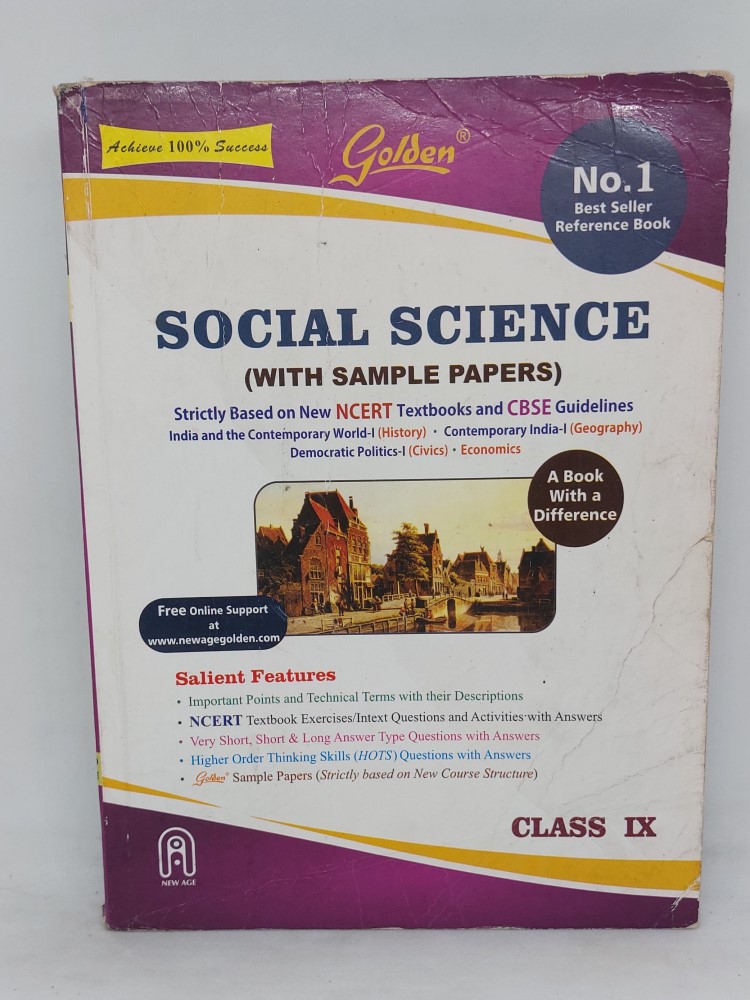 Achieve 100% Success
Golden®
No.1
Best Seller
Reference Book
SOCIAL SCIENCE
(WITH SAMPLE PAPERS)
Strictly Based on New NCERT Textbooks and CBSE Guidelines
India and the Contemporary World-I (History) • Contemporary India-I (Geography)
Democratic Politics-I (Civics) • Economics
A Book
With a
Difference
Free Online Support
at
www.newagegolden.com
Salient Features
• Important Points and Technical Terms with their Descriptions
• NCERT Textbook Exercises/Intext Questions and Activities with Answers
• Very Short, Short & Long Answer Type Questions with Answers
• Higher Order Thinking Skills (HOTS) Questions with Answers
• Golden® Sample Papers (Strictly based on New Course Structure)
CLASS IX
NEW AGE